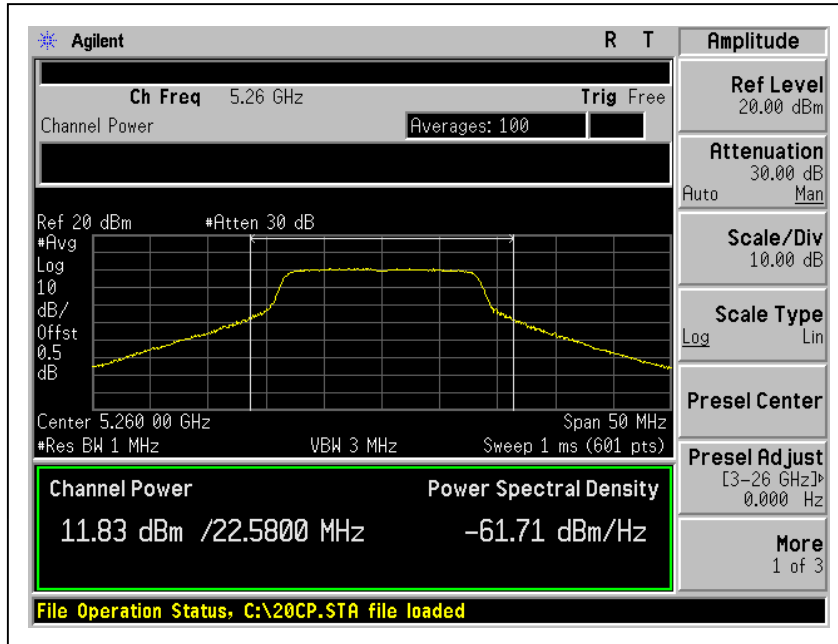 Agilent R T
Ch Freq 5.26 GHz Trig Free
Channel Power Averages: 100
Ref 20 dBm #Atten 30 dB
#Avg
Log
10
dB/
Offst
0.5
dB
Center 5.260 00 GHz Span 50 MHz
#Res BW 1 MHz VBW 3 MHz Sweep 1 ms (601 pts)
Channel Power Power Spectral Density
11.83 dBm /22.5800 MHz -61.71 dBm/Hz
File Operation Status, C:\20CP.STA file loaded
Amplitude
Ref Level
20.00 dBm
Attenuation
30.00 dB
Auto Man
Scale/Div
10.00 dB
Scale Type
Log Lin
Presel Center
Presel Adjust
[3-26 GHz]
0.000 Hz
More
1 of 3